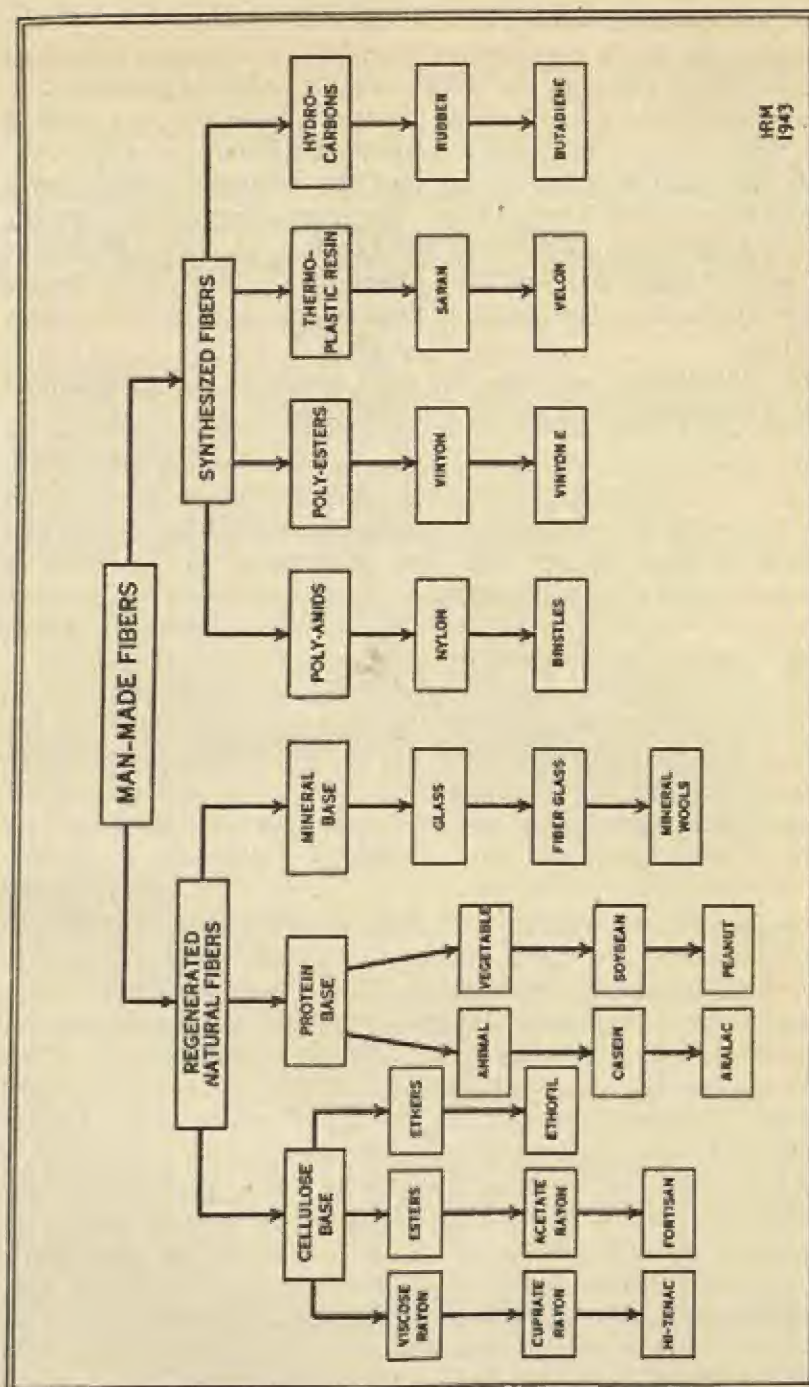 MAN-MADE FIBERS
REGENERATED
NATURAL FIBERS
SYNTHESIZED FIBERS
CELLULOSE
BASE
PROTEIN
BASE
MINERAL
BASE
POLY-AMIDS
POLY-ESTERS
THERMO-
PLASTIC RESIN
HYDRO-
CARBONS
VISCOSE
RAYON
ESTERS
ETHERS
ANIMAL
VEGETABLE
GLASS
NYLON
VINYON
SARAN
RUBBER
CUPRATE
RAYON
ACETATE
RAYON
ETHOFIL
CASEIN
SOYBEAN
FIBER GLASS
BRISTLES
VINYON E
VELON
BUTADIENE
HI-TENAC
FORTISAN
ARALAC
PEANUT
MINERAL
WOOLS
HRM
1943